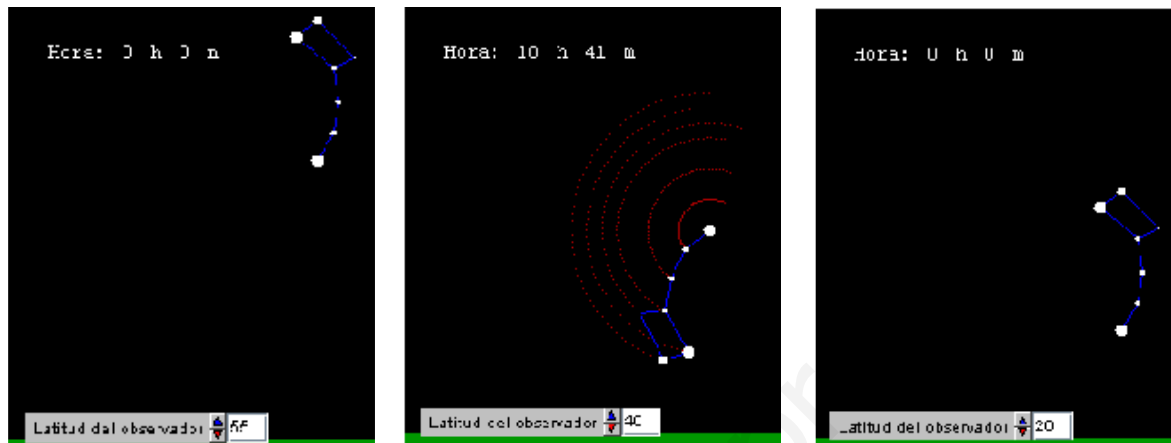 Hora: 0 h 0 m
Latitud del observador 55
Hora: 10 h 41 m
Latitud del observador 40
Hora: 0 h 0 m
Latitud del observador 20